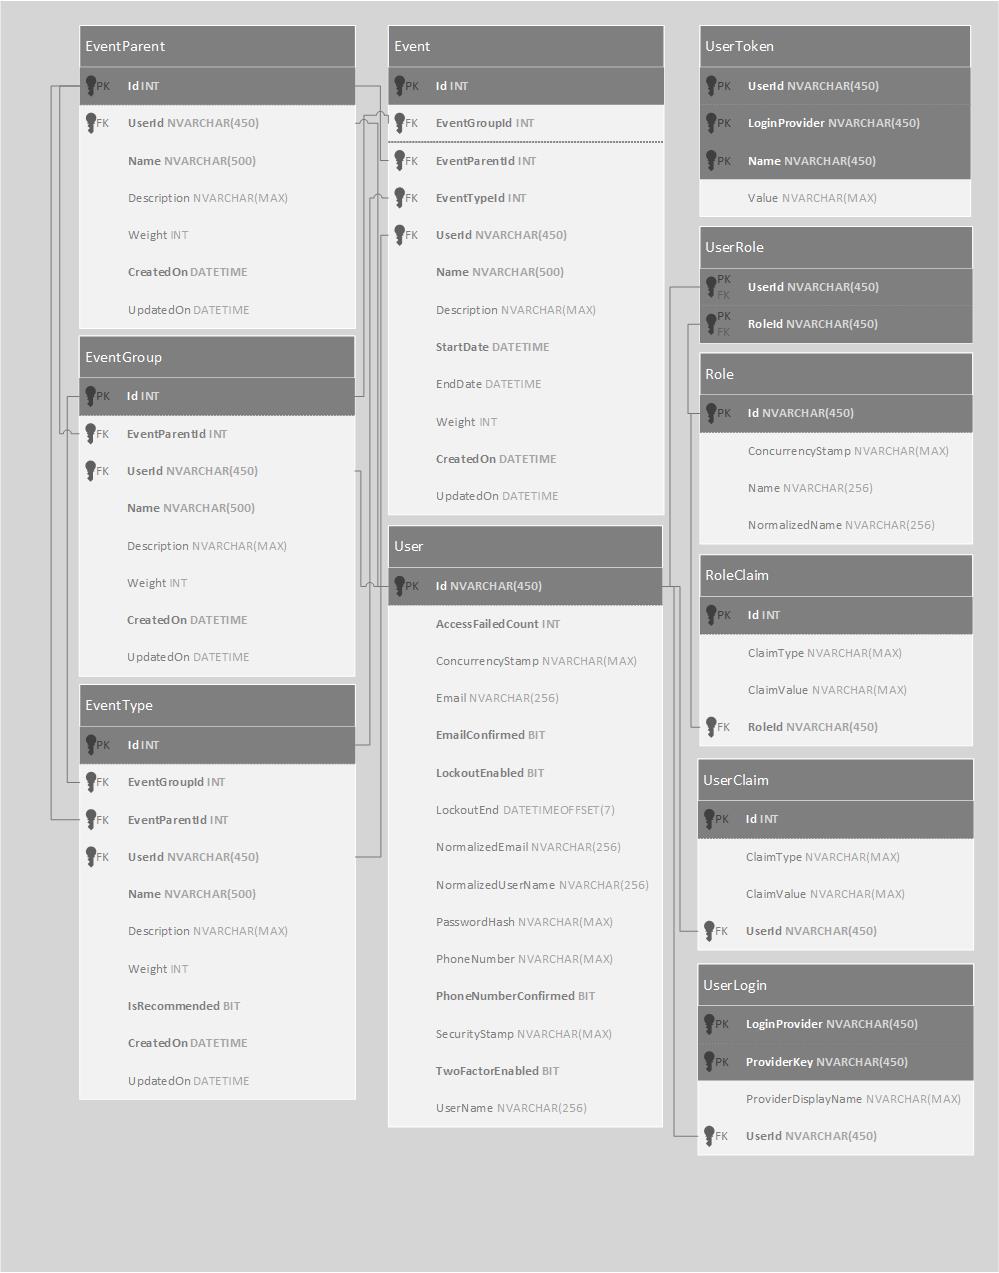 EventParent
PK Id INT
FK UserId NVARCHAR(450)
Name NVARCHAR(500)
Description NVARCHAR(MAX)
Weight INT
CreatedOn DATETIME
UpdatedOn DATETIME
EventGroup
PK Id INT
FK EventParentId INT
FK UserId NVARCHAR(450)
Name NVARCHAR(500)
Description NVARCHAR(MAX)
Weight INT
CreatedOn DATETIME
UpdatedOn DATETIME
EventType
PK Id INT
FK EventGroupId INT
FK EventParentId INT
FK UserId NVARCHAR(450)
Name NVARCHAR(500)
Description NVARCHAR(MAX)
Weight INT
IsRecommended BIT
CreatedOn DATETIME
UpdatedOn DATETIME
Event
PK Id INT
FK EventGroupId INT
FK EventParentId INT
FK EventTypeId INT
FK UserId NVARCHAR(450)
Name NVARCHAR(500)
Description NVARCHAR(MAX)
StartDate DATETIME
EndDate DATETIME
Weight INT
CreatedOn DATETIME
UpdatedOn DATETIME
User
PK Id NVARCHAR(450)
AccessFailedCount INT
ConcurrencyStamp NVARCHAR(MAX)
Email NVARCHAR(256)
EmailConfirmed BIT
LockoutEnabled BIT
LockoutEnd DATETIMEOFFSET(7)
NormalizedEmail NVARCHAR(256)
NormalizedUserName NVARCHAR(256)
PasswordHash NVARCHAR(MAX)
PhoneNumber NVARCHAR(MAX)
PhoneNumberConfirmed BIT
SecurityStamp NVARCHAR(MAX)
TwoFactorEnabled BIT
UserName NVARCHAR(256)
UserToken
PK UserId NVARCHAR(450)
PK LoginProvider NVARCHAR(450)
PK Name NVARCHAR(450)
Value NVARCHAR(MAX)
UserRole
PK
FK UserId NVARCHAR(450)
PK
FK RoleId NVARCHAR(450)
Role
PK Id NVARCHAR(450)
ConcurrencyStamp NVARCHAR(MAX)
Name NVARCHAR(256)
NormalizedName NVARCHAR(256)
RoleClaim
PK Id INT
ClaimType NVARCHAR(MAX)
ClaimValue NVARCHAR(MAX)
FK RoleId NVARCHAR(450)
UserClaim
PK Id INT
ClaimType NVARCHAR(MAX)
ClaimValue NVARCHAR(MAX)
FK UserId NVARCHAR(450)
UserLogin
PK LoginProvider NVARCHAR(450)
PK ProviderKey NVARCHAR(450)
ProviderDisplayName NVARCHAR(MAX)
FK UserId NVARCHAR(450)